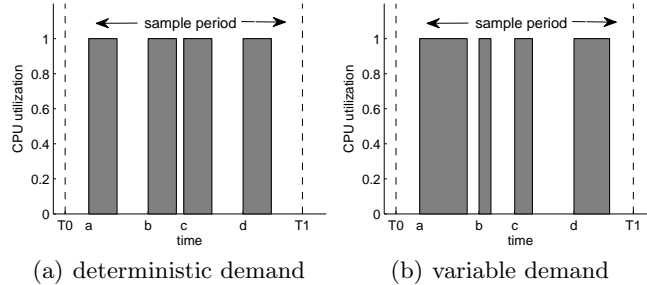 sample period
1
0.8
0.6
0.4
0.2
0
CPU utilization
T0 a b c d T1
time
(a) deterministic demand
sample period
1
0.8
0.6
0.4
0.2
0
CPU utilization
T0 a b c d T1
time
(b) variable demand